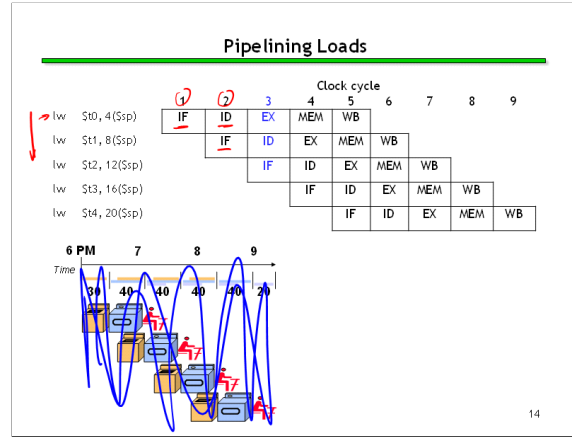 Pipelining Loads
Clock cycle
1 2 3 4 5 6 7 8 9
lw $t0, 4($sp) IF ID EX MEM WB
lw $t1, 8($sp) IF ID EX MEM WB
lw $t2, 12($sp) IF ID EX MEM WB
lw $t3, 16($sp) IF ID EX MEM WB
lw $t4, 20($sp) IF ID EX MEM WB
6 PM 7 8 9
Time
30 40 40 40 40 20
14